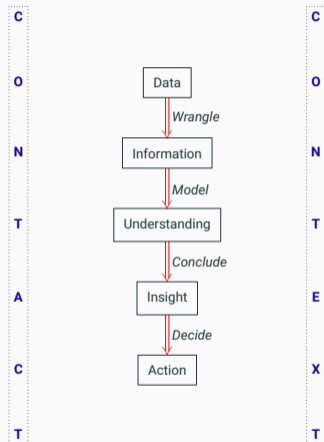 CONTACT
Data
Wrangle
Information
Model
Understanding
Conclude
Insight
Decide
Action
CONTEXT